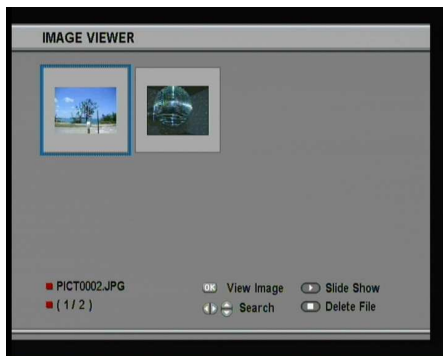 IMAGE VIEWER
PICT0002.JPG
OK View Image Slide Show
( 1 / 2 )
Search Delete File